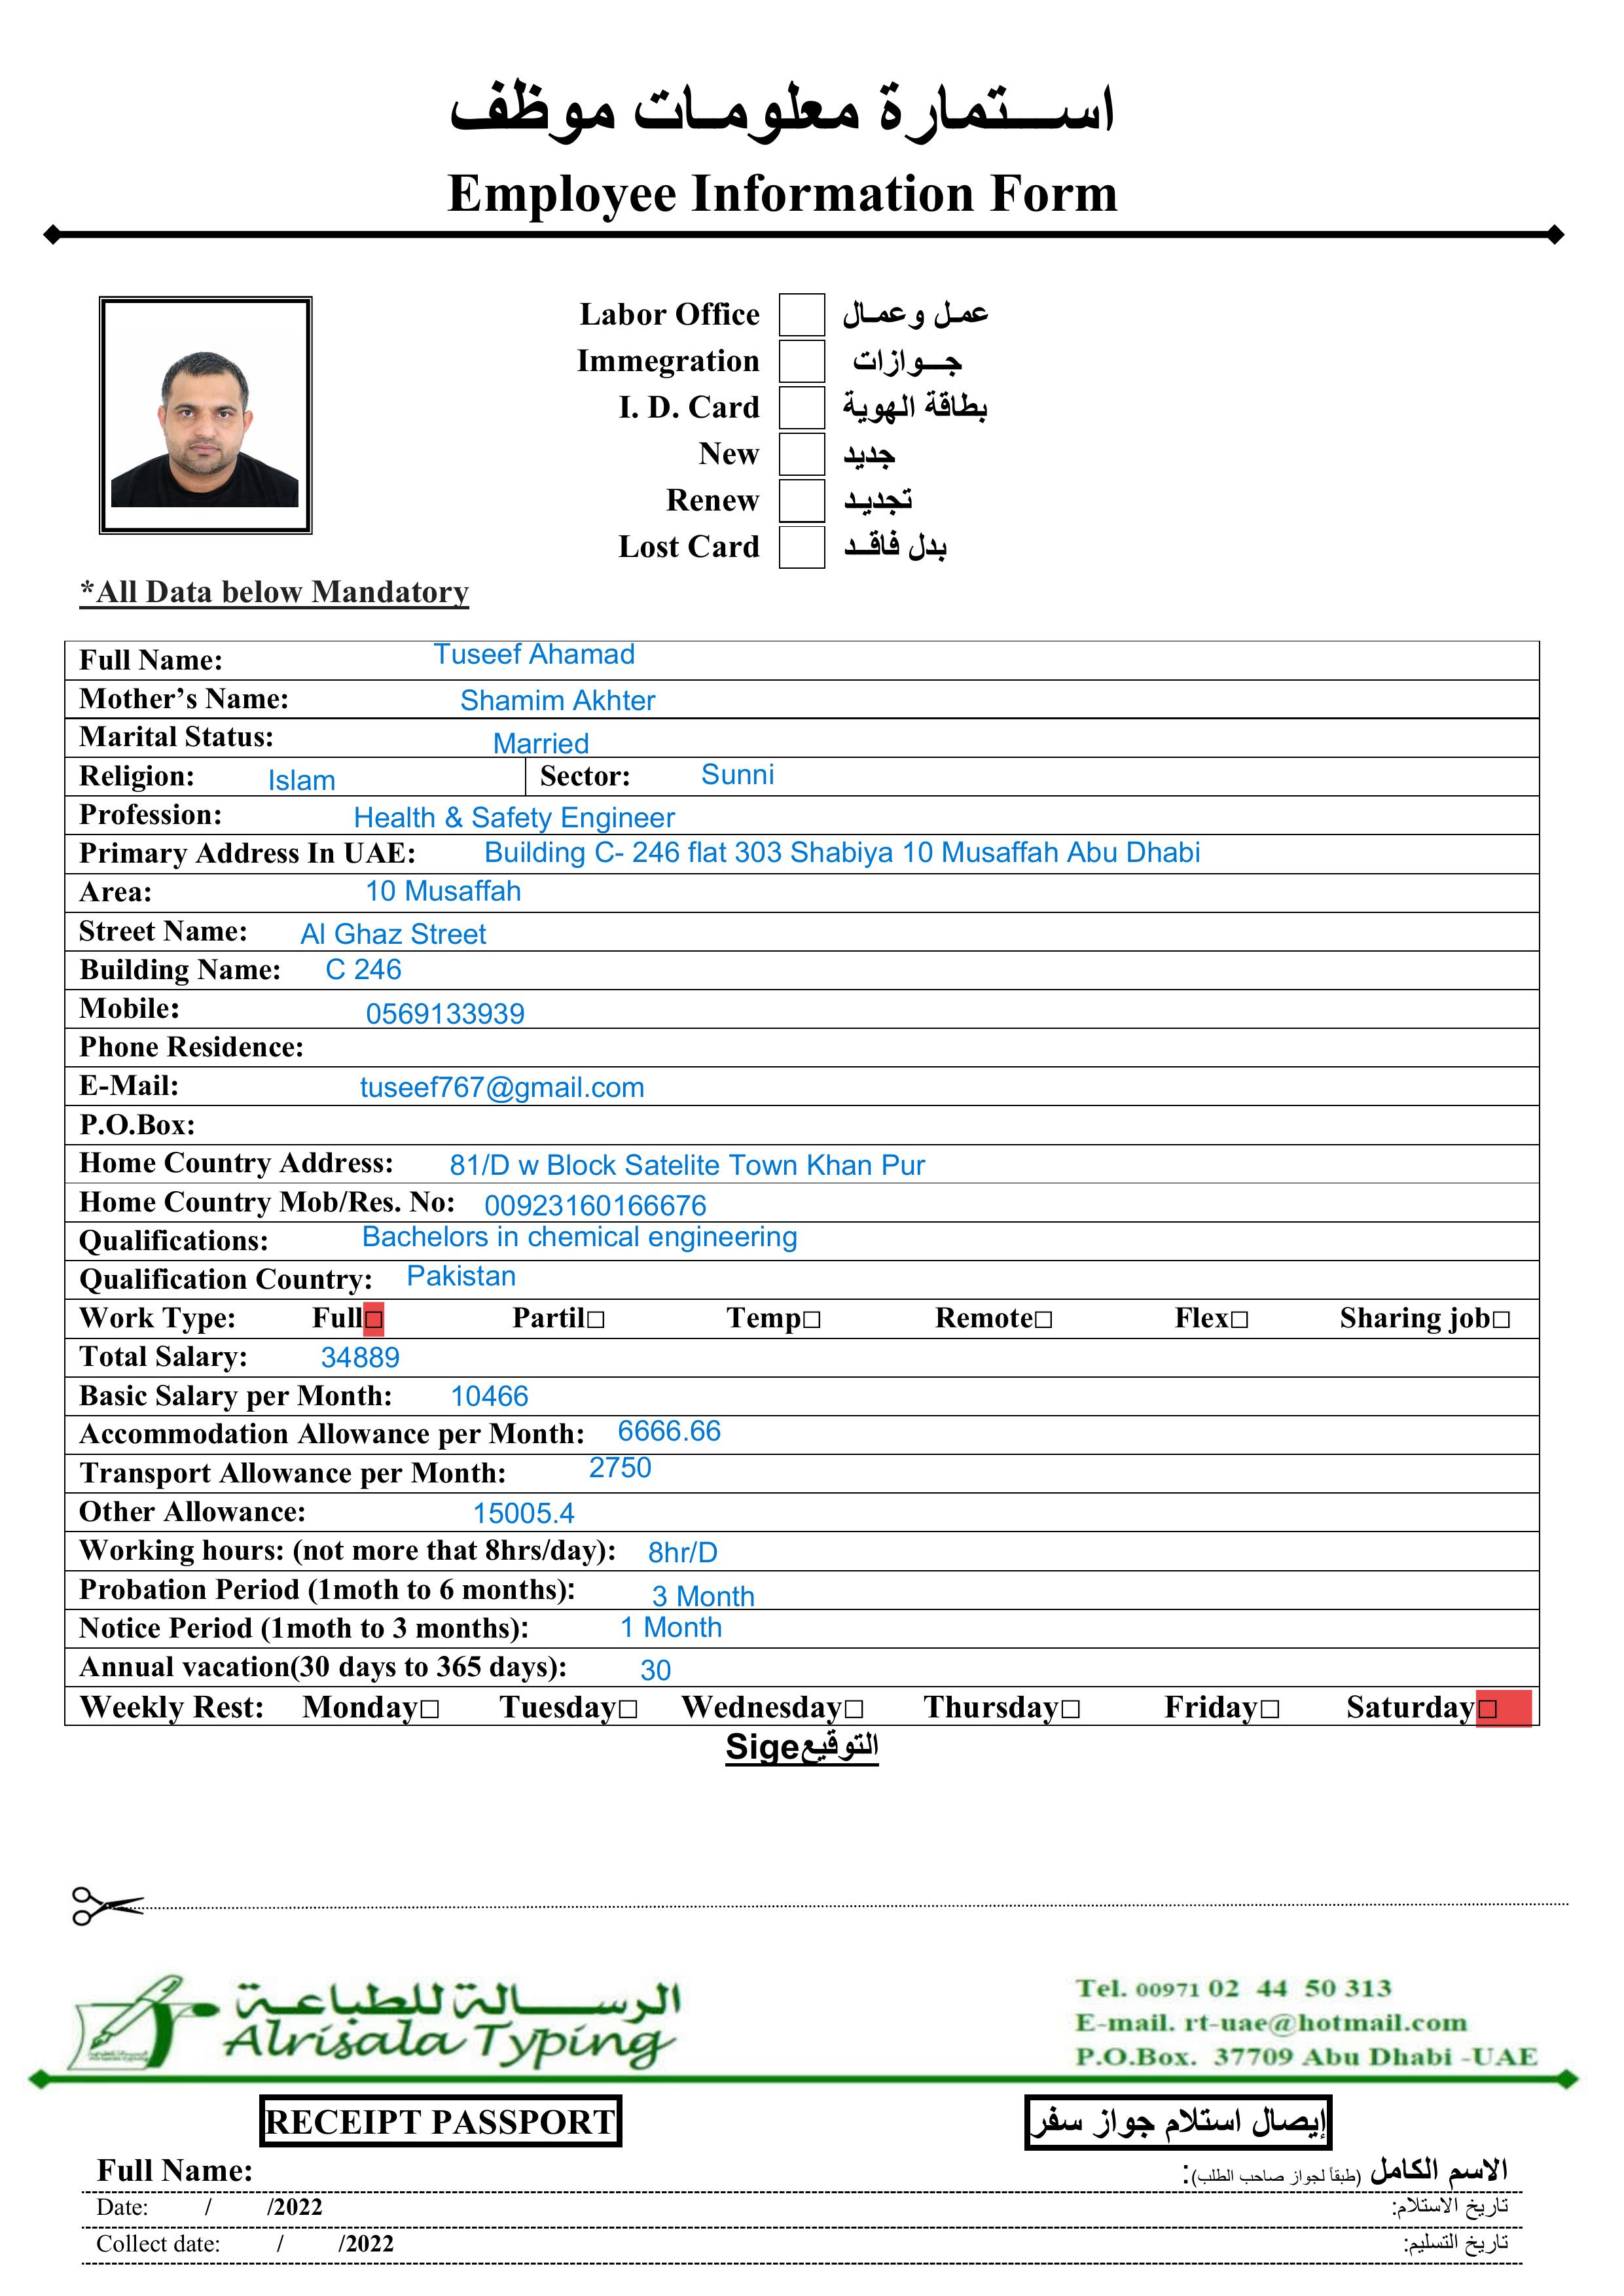 استمارة معلومات موظف
Employee Information Form
Labor Office عمل وعمال
Immegration جوازات
I. D. Card بطاقة الهوية
New جديد
Renew تجديد
Lost Card بدل فاقد
*All Data below Mandatory
Full Name: Tuseef Ahamad
Mother’s Name: Shamim Akhter
Marital Status: Married
Religion: Islam Sector: Sunni
Profession: Health & Safety Engineer
Primary Address In UAE: Building C- 246 flat 303 Shabiya 10 Musaffah Abu Dhabi
Area: 10 Musaffah
Street Name: Al Ghaz Street
Building Name: C 246
Mobile: 0569133939
Phone Residence:
E-Mail: tuseef767@gmail.com
P.O.Box:
Home Country Address: 81/D w Block Satelite Town Khan Pur
Home Country Mob/Res. No: 00923160166676
Qualifications: Bachelors in chemical engineering
Qualification Country: Pakistan
Work Type: Full□ Partil□ Temp□ Remote□ Flex□ Sharing job□
Total Salary: 34889
Basic Salary per Month: 10466
Accommodation Allowance per Month: 6666.66
Transport Allowance per Month: 2750
Other Allowance: 15005.4
Working hours: (not more that 8hrs/day): 8hr/D
Probation Period (1moth to 6 months): 3 Month
Notice Period (1moth to 3 months): 1 Month
Annual vacation(30 days to 365 days): 30
Weekly Rest: Monday□ Tuesday□ Wednesday□ Thursday□ Friday□ Saturday□
Sigeالتوقيع
الرسالة للطباعة
Alrisala Typing
Tel. 00971 02 44 50 313
E-mail. rt-uae@hotmail.com
P.O.Box. 37709 Abu Dhabi -UAE
RECEIPT PASSPORT إيصال استلام جواز سفر
Full Name: الاسم الكامل (طبقاً لجواز صاحب الطلب):
Date: / /2022 تاريخ الاستلام:
Collect date: / /2022 تاريخ التسليم: